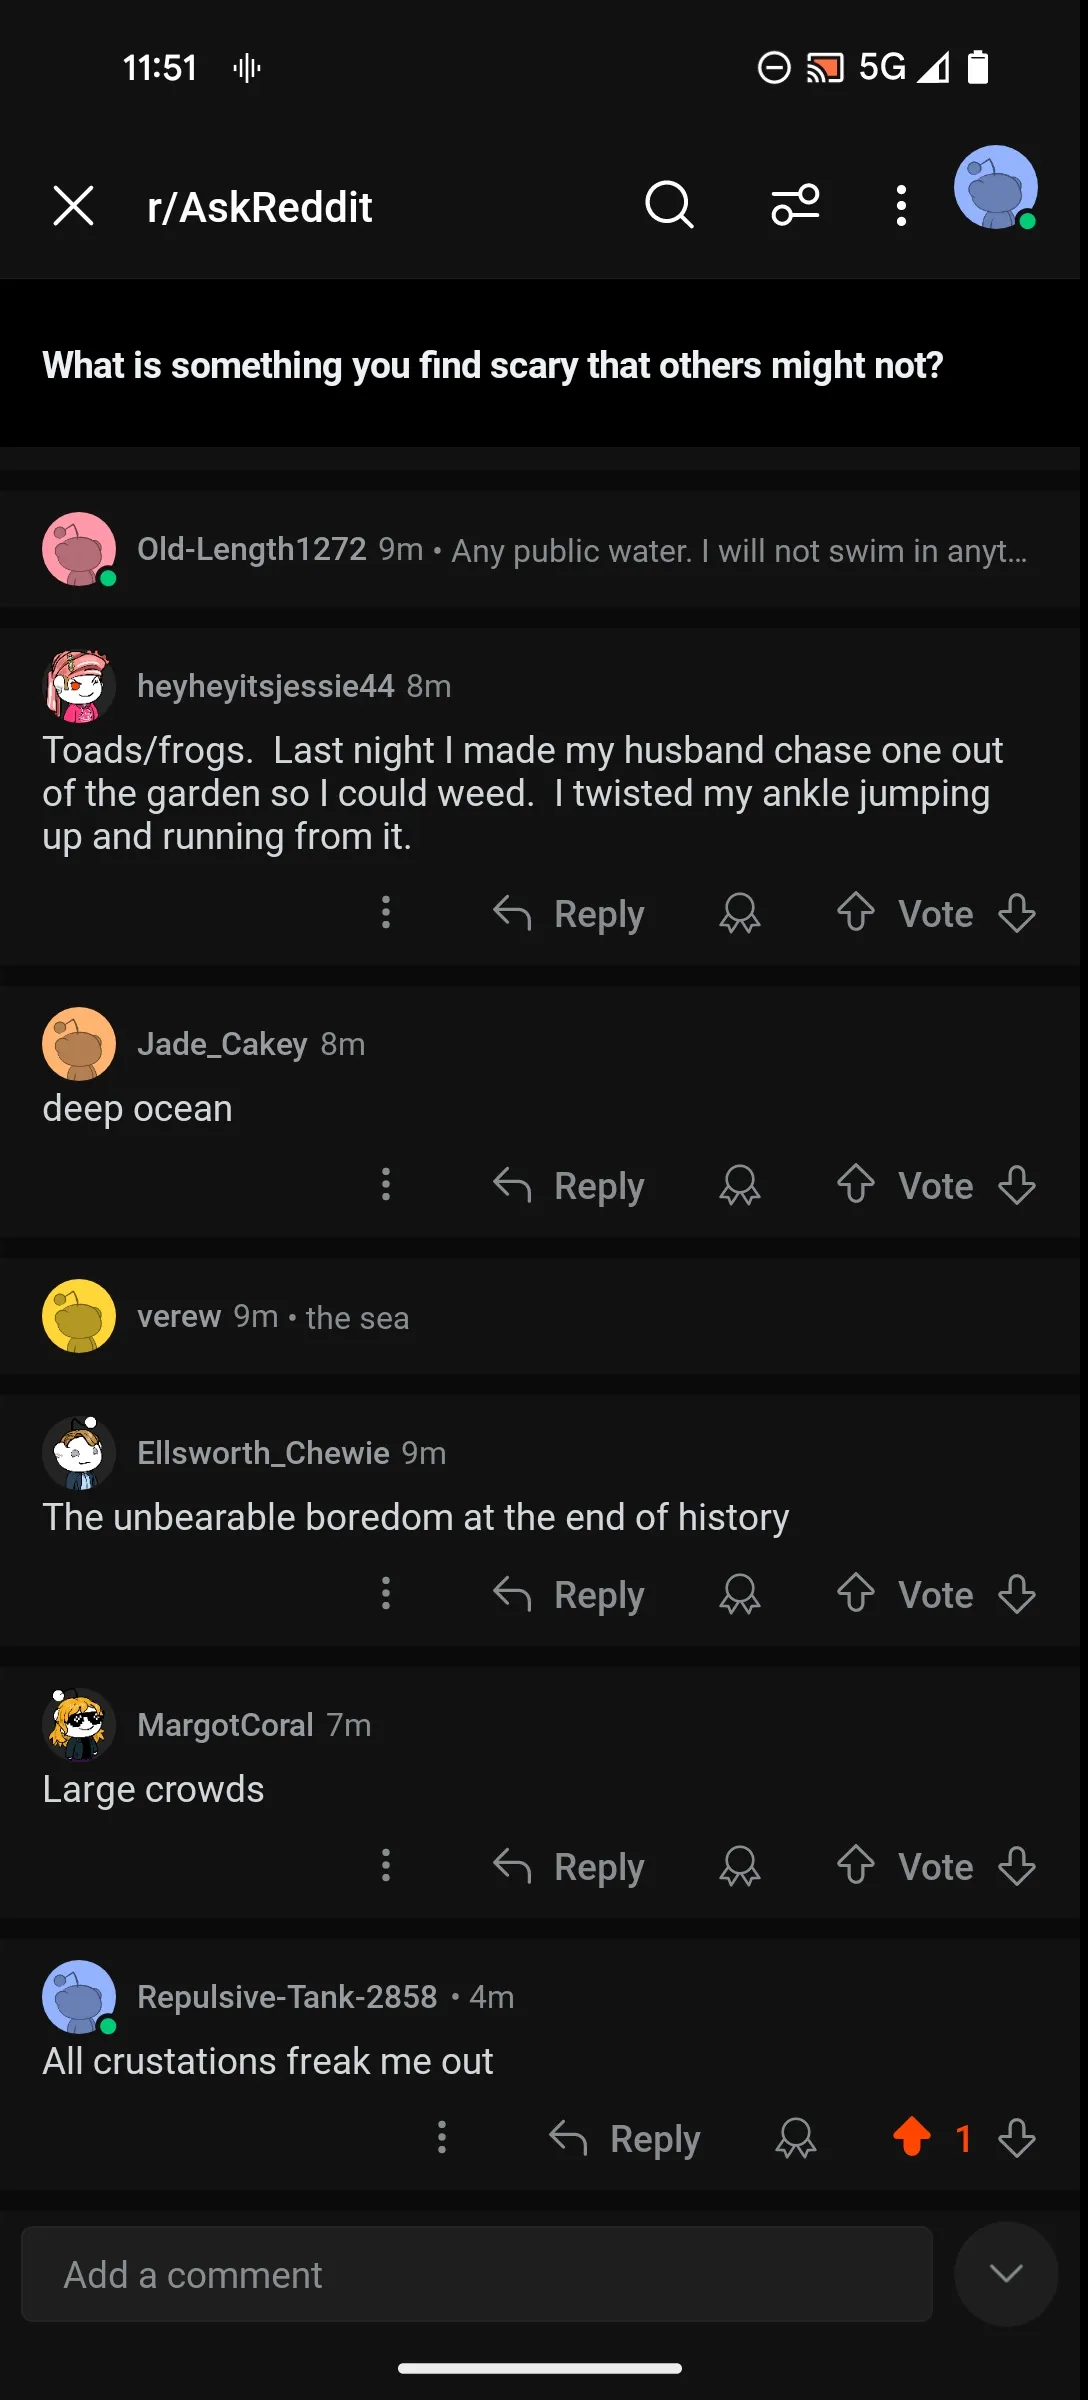 11:51
5G
r/AskReddit
What is something you find scary that others might not?
Old-Length1272 9m • Any public water. I will not swim in anyt...
heyheyitsjessie44 8m
Toads/frogs.  Last night I made my husband chase one out
of the garden so I could weed.  I twisted my ankle jumping
up and running from it.
Reply Vote
Jade_Cakey 8m
deep ocean
Reply Vote
verew 9m • the sea
Ellsworth_Chewie 9m
The unbearable boredom at the end of history
Reply Vote
MargotCoral 7m
Large crowds
Reply Vote
Repulsive-Tank-2858 • 4m
All crustations freak me out
Reply 1
Add a comment